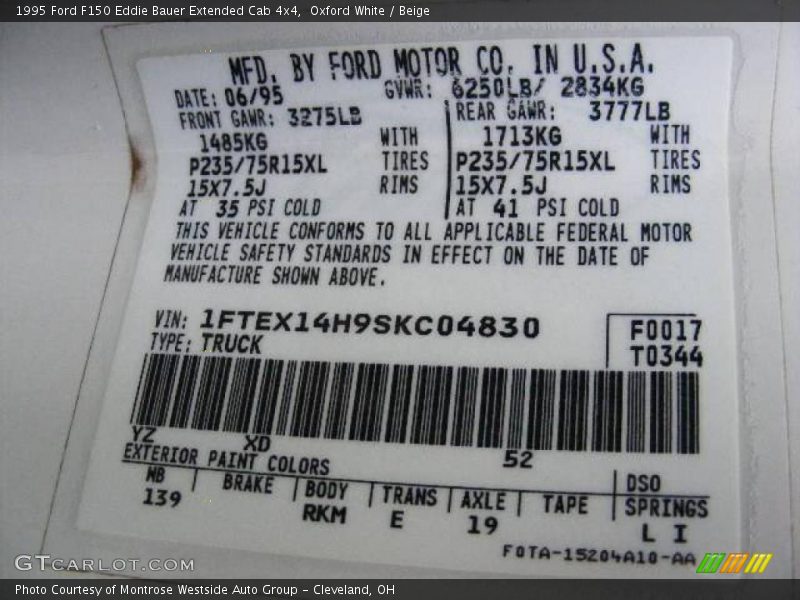 1995 Ford F150 Eddie Bauer Extended Cab 4x4, Oxford White / Beige
MFD. BY FORD MOTOR CO. IN U.S.A.
DATE: 06/95 GVWR: 6250LB/ 2834KG
FRONT GAWR: 3275LB REAR GAWR: 3777LB
1485KG WITH 1713KG WITH
P235/75R15XL TIRES P235/75R15XL TIRES
15X7.5J RIMS 15X7.5J RIMS
AT 35 PSI COLD AT 41 PSI COLD
THIS VEHICLE CONFORMS TO ALL APPLICABLE FEDERAL MOTOR
VEHICLE SAFETY STANDARDS IN EFFECT ON THE DATE OF
MANUFACTURE SHOWN ABOVE.
VIN: 1FTEX14H9SKC04830 F0017
TYPE: TRUCK T0344
YZ XD 52
EXTERIOR PAINT COLORS DSO
WB BRAKE BODY TRANS AXLE TAPE SPRINGS
139 RKM E 19 L I
F0TA-15204A10-AA
GTCARLOT.COM
Photo Courtesy of Montrose Westside Auto Group - Cleveland, OH